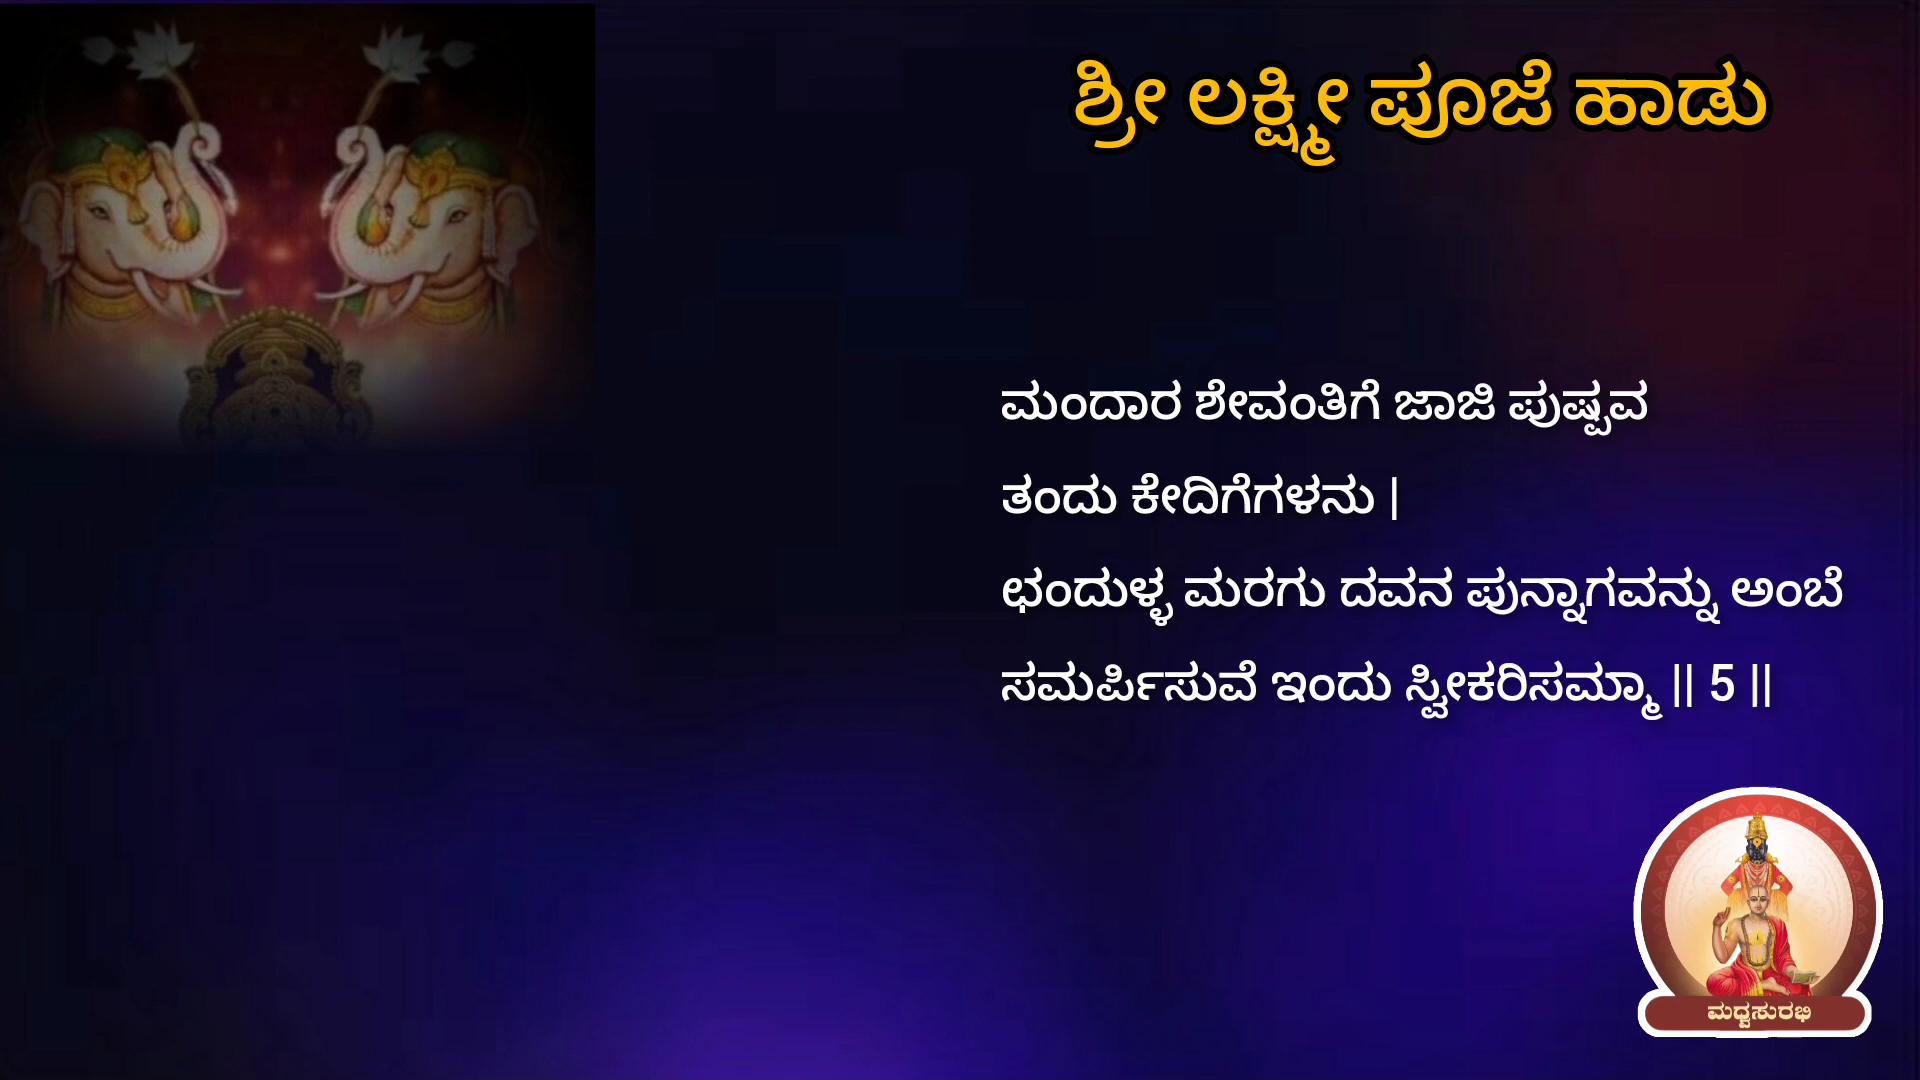 ಶ್ರೀ ಲಕ್ಷ್ಮೀ ಪೂಜೆ ಹಾಡು
ಮಂದಾರ ಶೇವಂತಿಗೆ ಜಾಜಿ ಪುಷ್ಪವ
ತಂದು ಕೇದಿಗೆಗಳನು |
ಛಂದುಳ್ಳ ಮರಗು ದವನ ಪುನ್ನಾಗವನ್ನು ಅಂಬೆ
ಸಮರ್ಪಿಸುವೆ ಇಂದು ಸ್ವೀಕರಿಸಮ್ಮಾ || 5 ||
ಮಧ್ವಸುರಭಿ